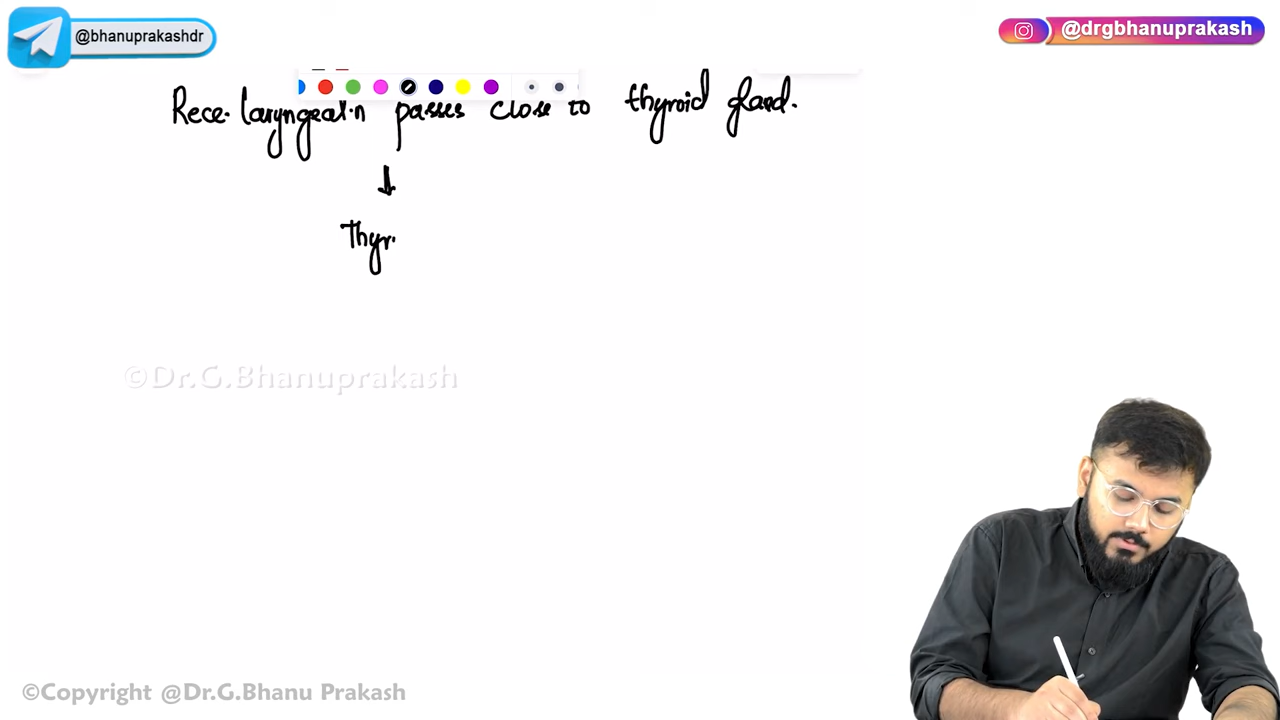 @bhanuprakashdr
@drgbhanuprakash
Rece. laryngeal.n passes close to thyroid gland.
Thyr.
©Dr.G.Bhanuprakash
©Copyright @Dr.G.Bhanu Prakash